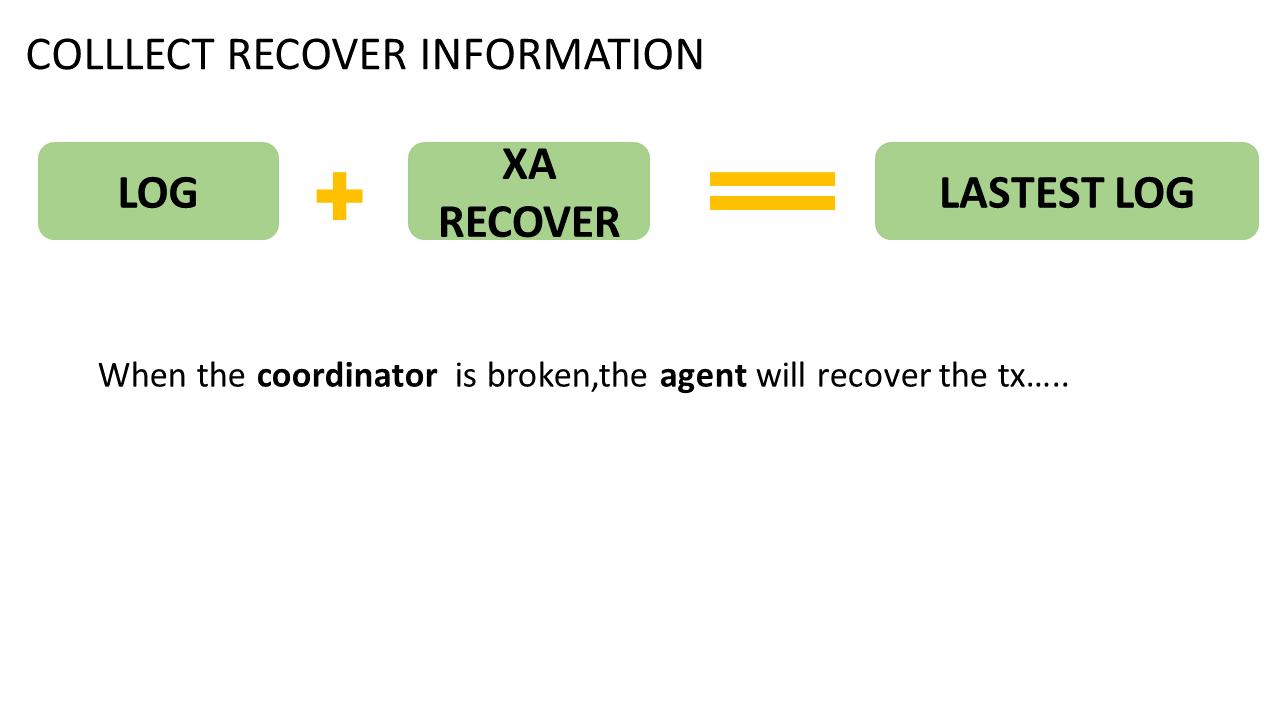 COLLLECT RECOVER INFORMATION
LOG
XA
RECOVER
LASTEST LOG
When the coordinator is broken,the agent will recover the tx.....